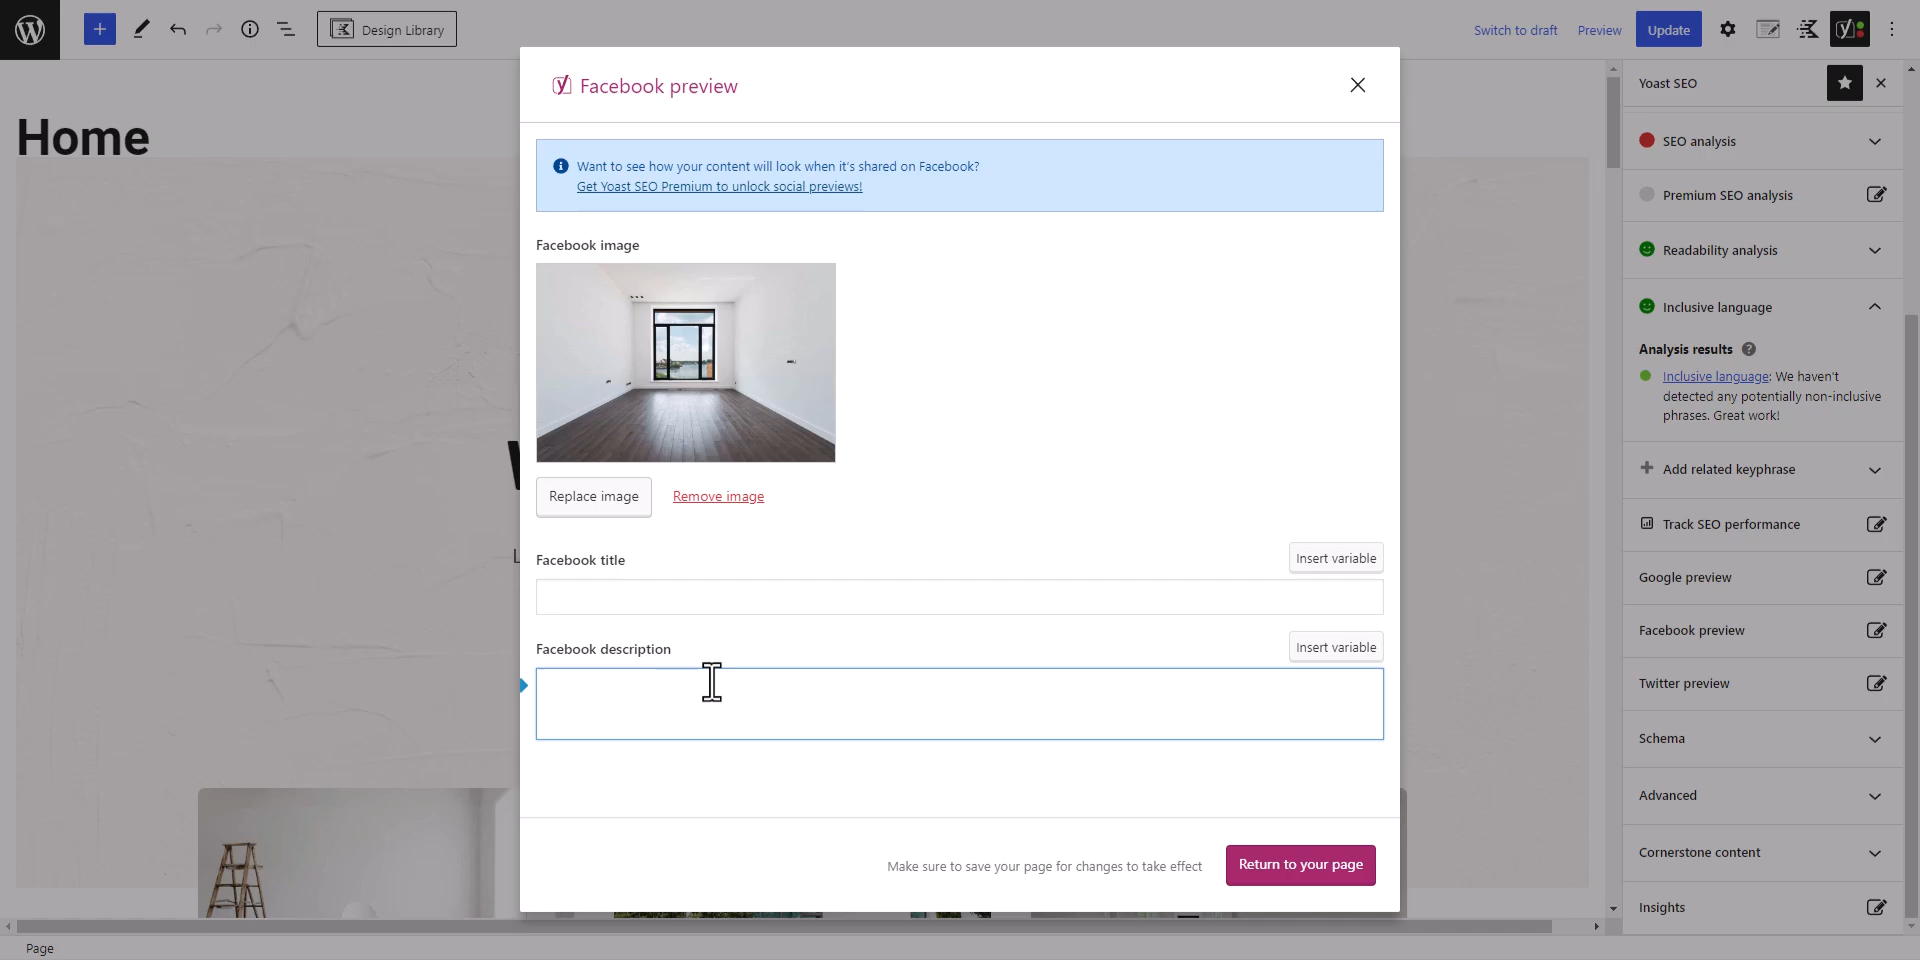 Design Library
Switch to draft
Preview
Update
Home
Facebook preview
Want to see how your content will look when it's shared on Facebook?
Get Yoast SEO Premium to unlock social previews!
Facebook image
Replace image
Remove image
Facebook title
Insert variable
Facebook description
Insert variable
Make sure to save your page for changes to take effect
Return to your page
Yoast SEO
SEO analysis
Premium SEO analysis
Readability analysis
Inclusive language
Analysis results
Inclusive language: We haven't
detected any potentially non-inclusive
phrases. Great work!
Add related keyphrase
Track SEO performance
Google preview
Facebook preview
Twitter preview
Schema
Advanced
Cornerstone content
Insights
Page